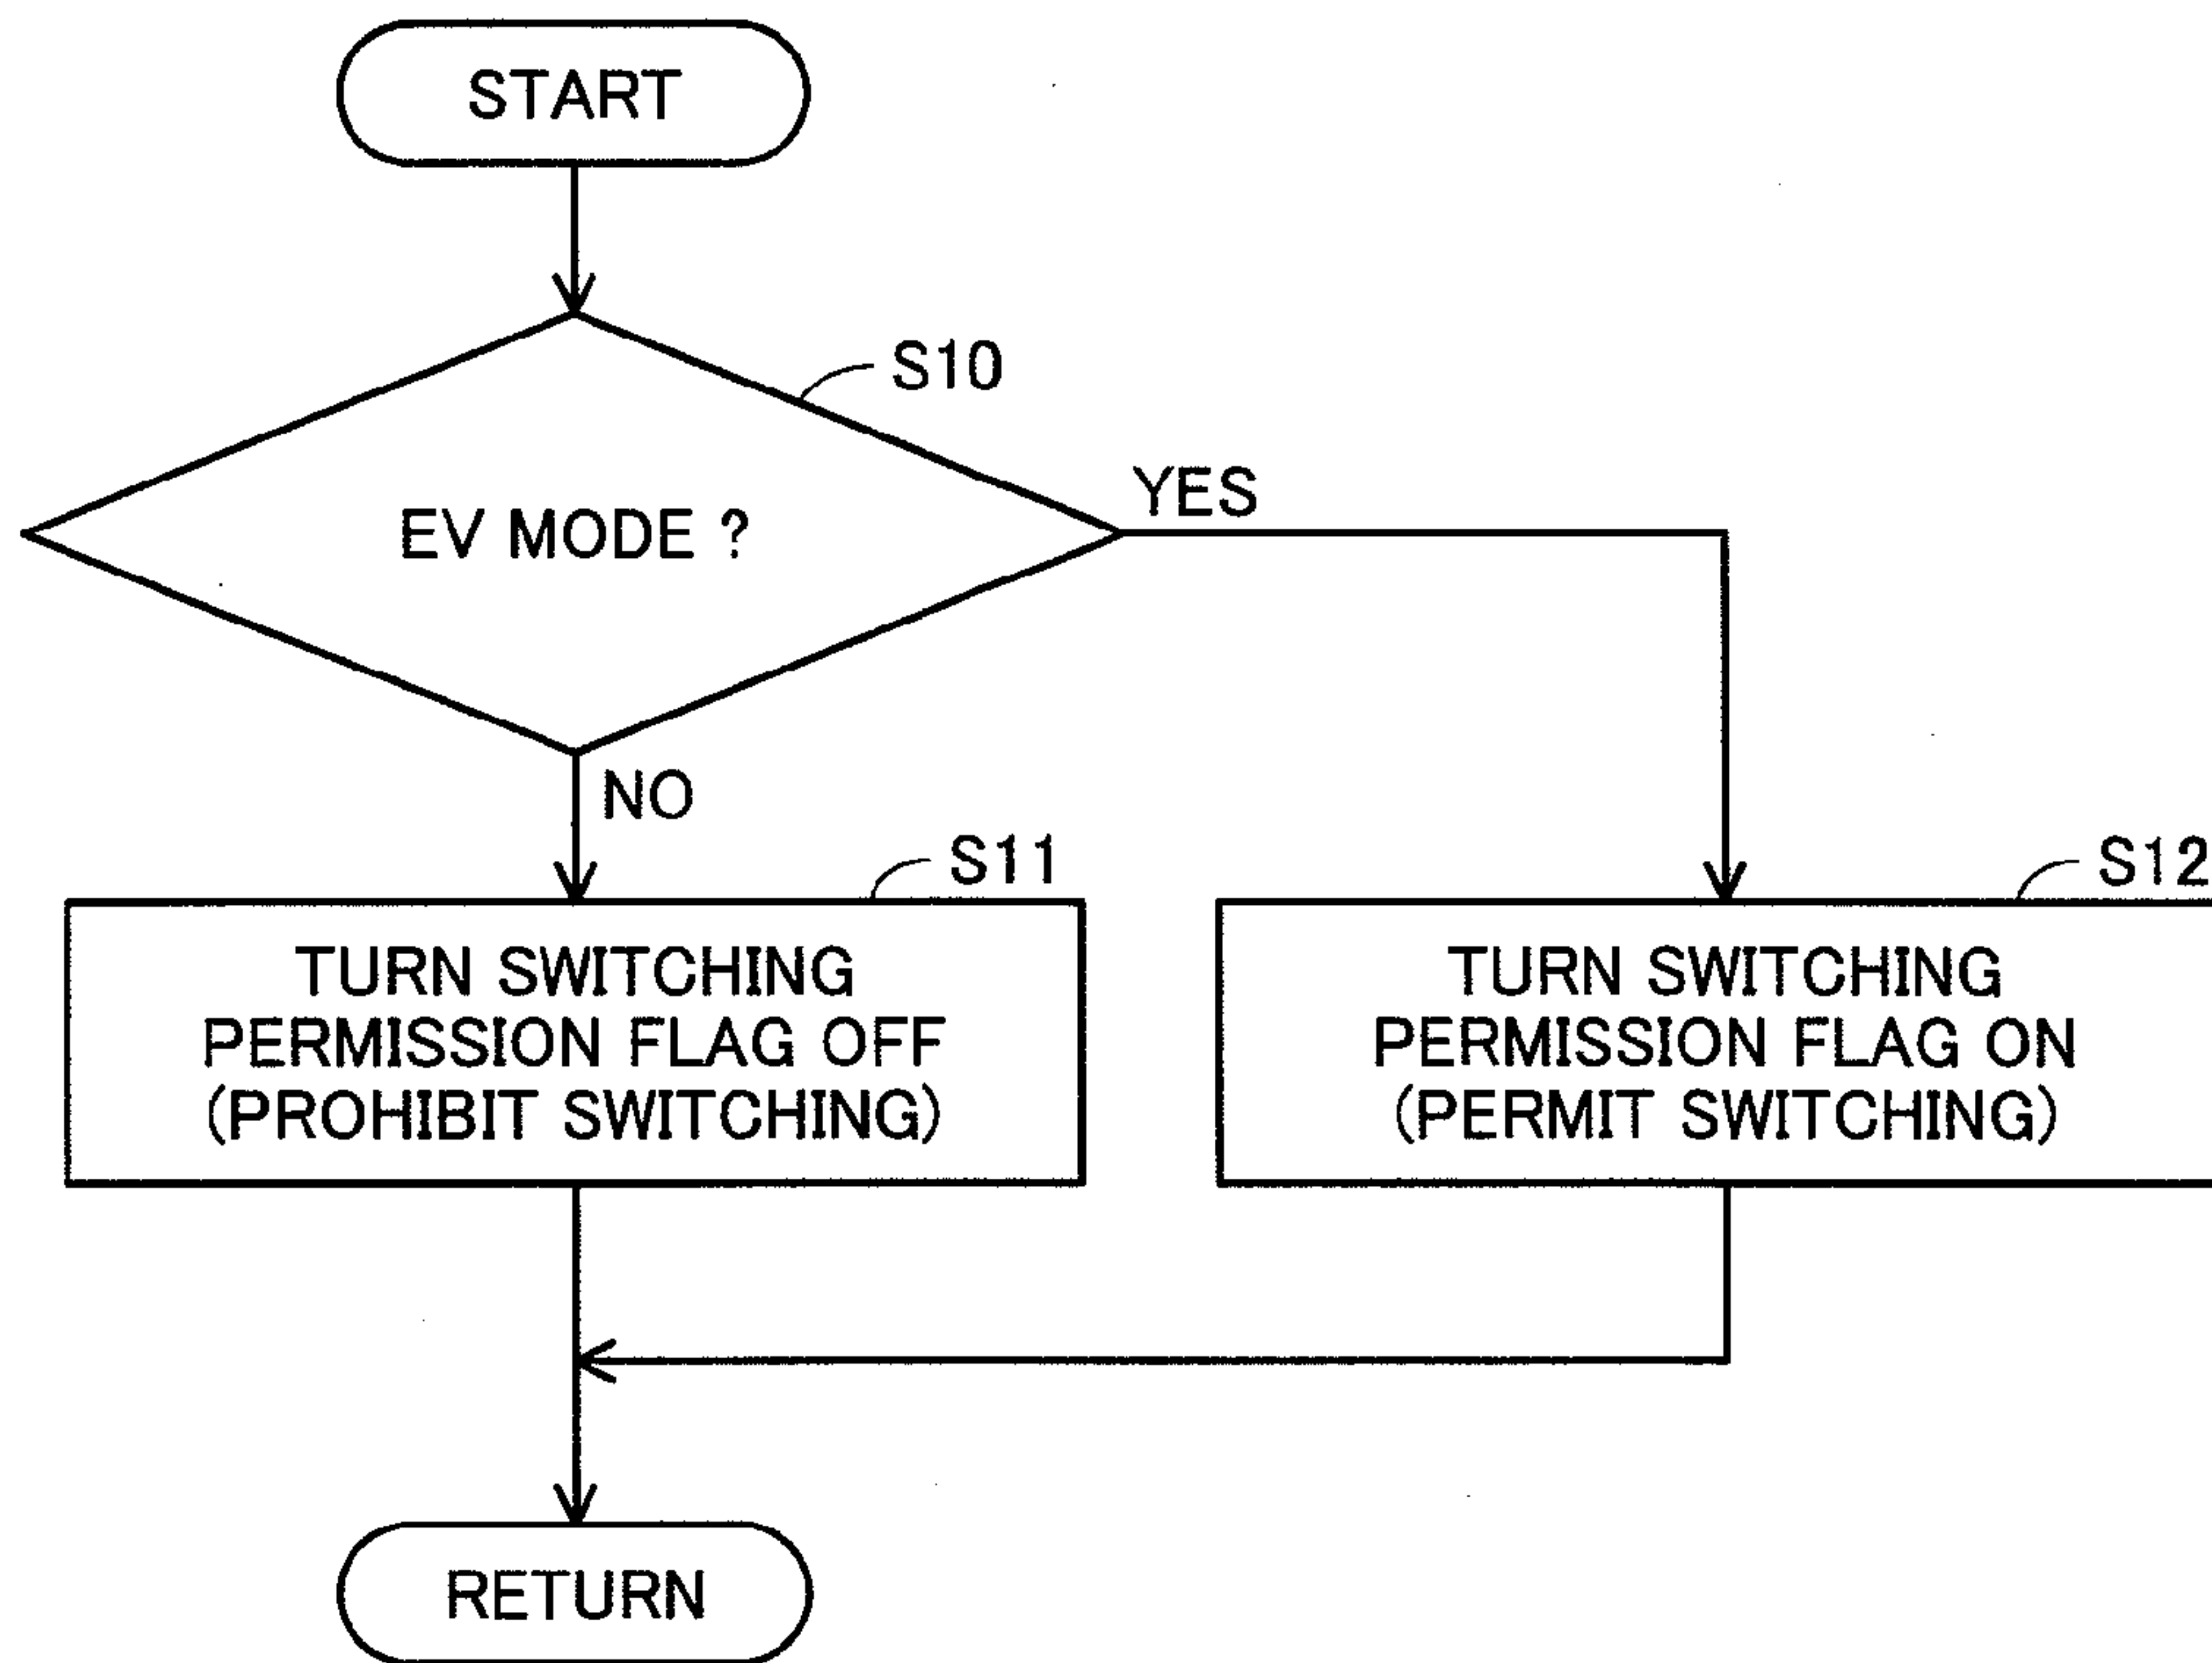 START
S10
EV MODE ?
YES
NO
S11
TURN SWITCHING
PERMISSION FLAG OFF
(PROHIBIT SWITCHING)
S12
TURN SWITCHING
PERMISSION FLAG ON
(PERMIT SWITCHING)
RETURN